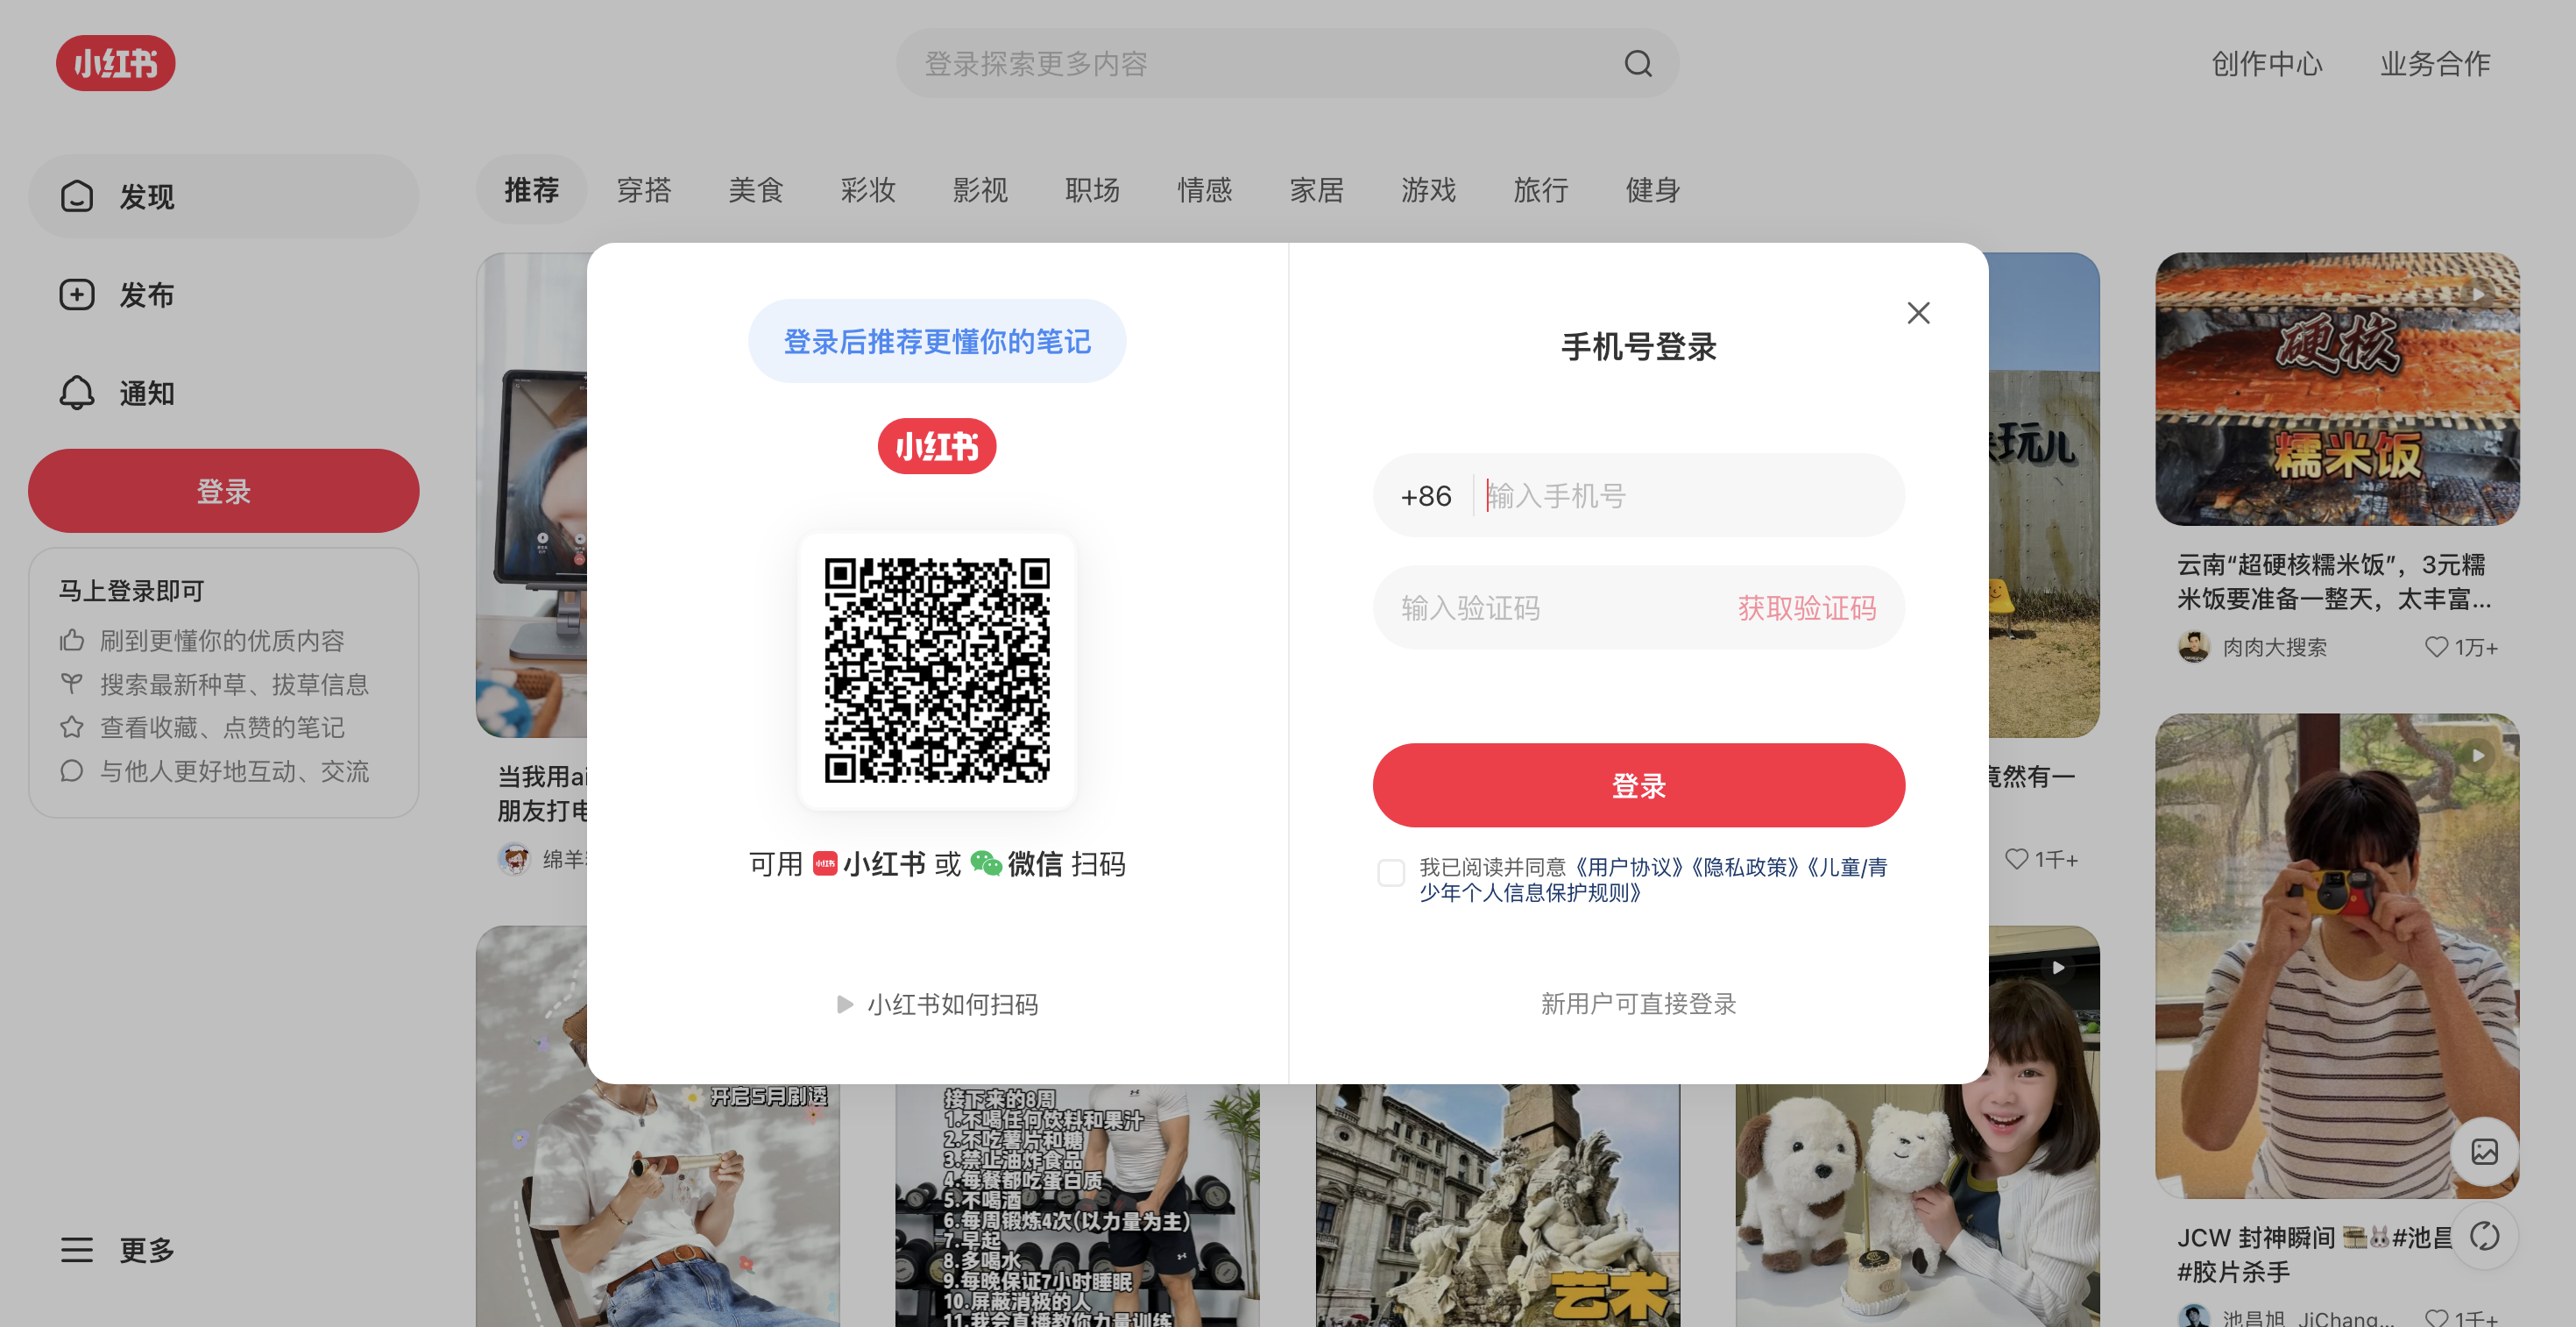 小红书
登录探索更多内容
创作中心
业务合作
发现
发布
通知
登录
马上登录即可
刷到更懂你的优质内容
搜索最新种草、拔草信息
查看收藏、点赞的笔记
与他人更好地互动、交流
更多
推荐 穿搭 美食 彩妆 影视 职场 情感 家居 游戏 旅行 健身
登录后推荐更懂你的笔记
小红书
可用 小红书 或 微信 扫码
小红书如何扫码
手机号登录
+86 输入手机号
输入验证码 获取验证码
登录
我已阅读并同意《用户协议》《隐私政策》《儿童/青
少年个人信息保护规则》
新用户可直接登录
当我用ai
朋友打电
绵羊
玩儿
竟然有一
1千+
硬核
糯米饭
云南“超硬核糯米饭”，3元糯
米饭要准备一整天，太丰富...
肉肉大搜索
1万+
开启5月剧透
接下来的8周
1.不喝任何饮料和果汁
2.不吃薯片和糖
3.禁止油炸食品
4.每餐都吃蛋白质
5.不喝酒
6.每周锻炼4次(以力量为主)
7.早起
8.多喝水
9.每晚保证7小时睡眠
10.屏蔽消极的人
11.我会直播教你力量训练
艺术
JCW 封神瞬间 #池昌
#胶片杀手
池昌旭_JiChang...
1千+